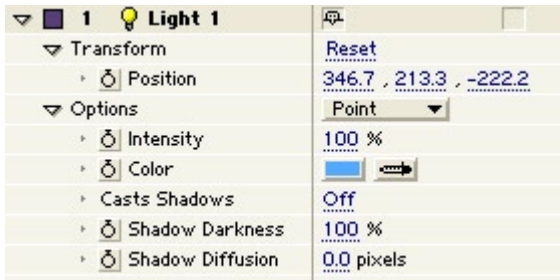 1 Light 1
Transform Reset
Position 346.7 , 213.3 , -222.2
Options Point
Intensity 100 %
Color
Casts Shadows Off
Shadow Darkness 100 %
Shadow Diffusion 0.0 pixels